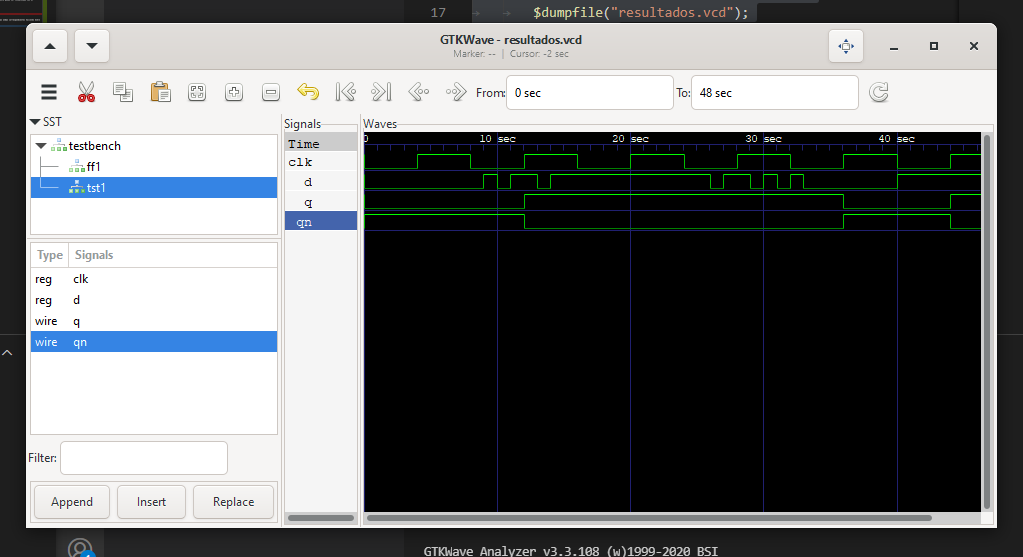 17 $dumpfile("resultados.vcd");
GTKWave - resultados.vcd
Marker: -- | Cursor: -2 sec
From: 0 sec To: 48 sec
SST
testbench
ff1
tst1
Type Signals
reg clk
reg d
wire q
wire qn
Filter:
Append Insert Replace
Signals
Time
clk
d
q
qn
Waves
0 10 sec 20 sec 30 sec 40 sec
GTKWave Analyzer v3.3.108 (w)1999-2020 BSI